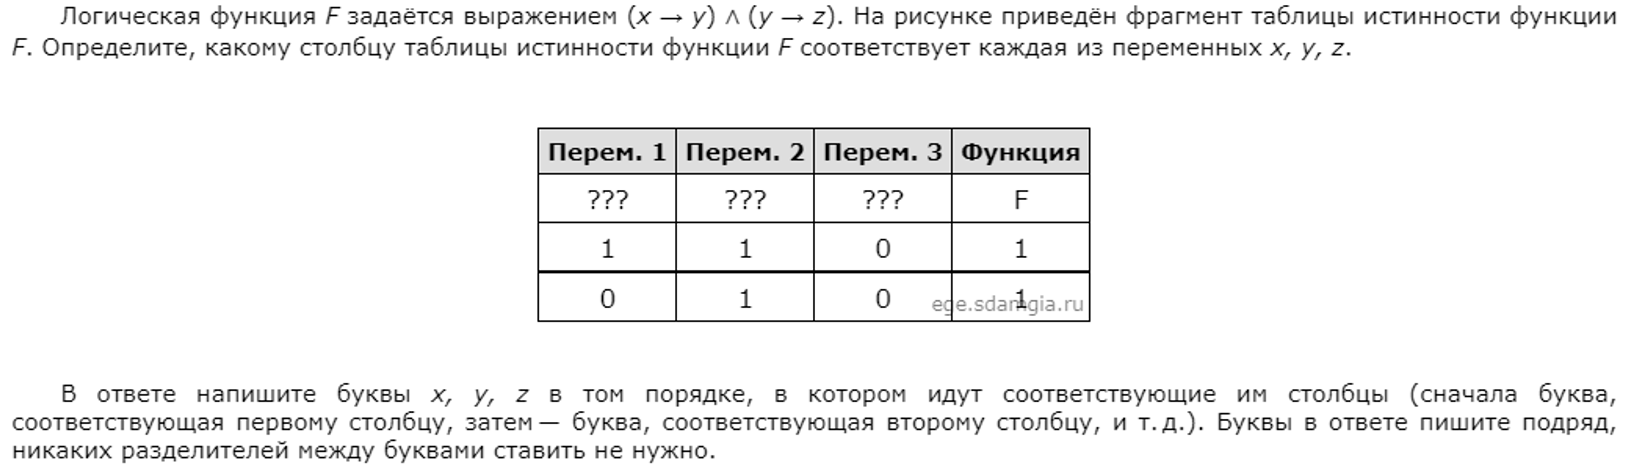 Логическая функция F задаётся выражением (x → y) ∧ (y → z). На рисунке приведён фрагмент таблицы истинности функции
F. Определите, какому столбцу таблицы истинности функции F соответствует каждая из переменных x, y, z.
Перем. 1 Перем. 2 Перем. 3 Функция
??? ??? ??? F
1 1 0 1
0 1 0 1
ege.sdamgia.ru
В ответе напишите буквы x, y, z в том порядке, в котором идут соответствующие им столбцы (сначала буква,
соответствующая первому столбцу, затем — буква, соответствующая второму столбцу, и т. д.). Буквы в ответе пишите подряд,
никаких разделителей между буквами ставить не нужно.